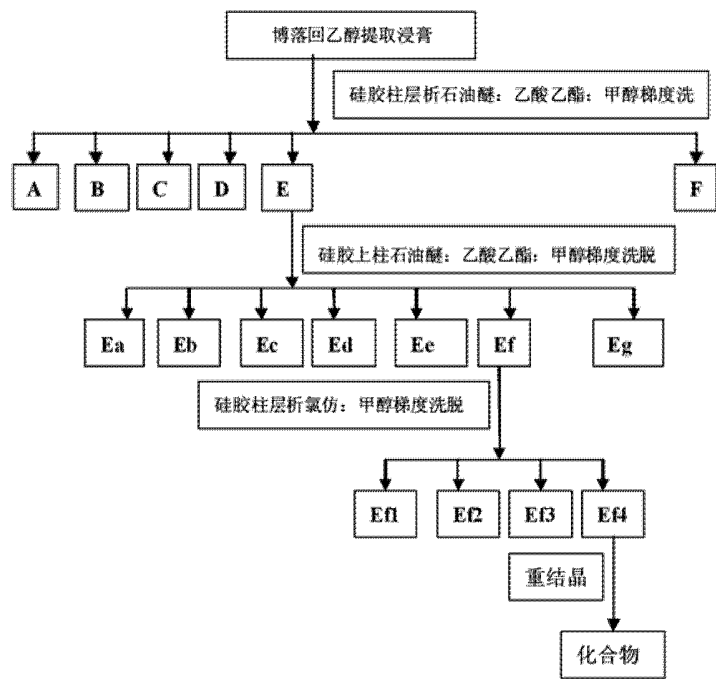 博落回乙醇提取浸膏
硅胶柱层析石油醚：乙酸乙酯：甲醇梯度洗
A B C D E F
硅胶上柱石油醚：乙酸乙酯：甲醇梯度洗脱
Ea Eb Ec Ed Ee Ef Eg
硅胶柱层析氯仿：甲醇梯度洗脱
Ef1 Ef2 Ef3 Ef4
重结晶
化合物